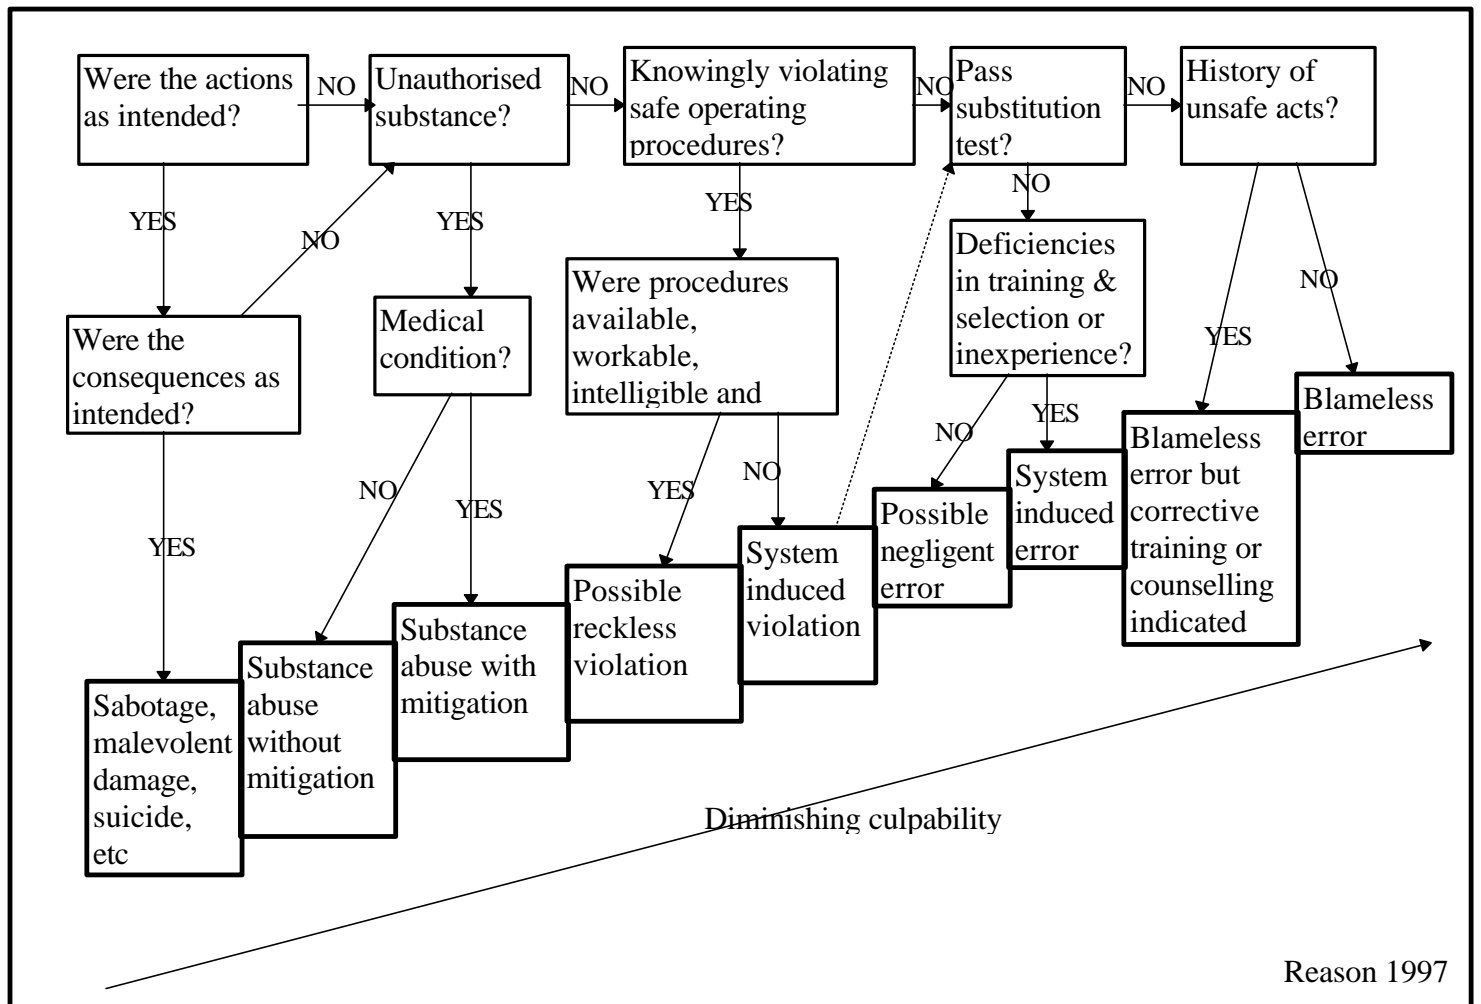 Were the actions
as intended?
NO
Unauthorised
substance?
NO
Knowingly violating
safe operating
procedures?
NO
Pass
substitution
test?
NO
History of
unsafe acts?
YES
NO
YES
YES
NO
Deficiencies
in training &
selection or
inexperience?
YES
NO
Were the
consequences as
intended?
Medical
condition?
Were procedures
available,
workable,
intelligible and
YES
NO
YES
NO
YES
NO
NO
YES
Sabotage,
malevolent
damage,
suicide,
etc
Substance
abuse
without
mitigation
Substance
abuse with
mitigation
Possible
reckless
violation
System
induced
violation
Possible
negligent
error
System
induced
error
Blameless
error but
corrective
training or
counselling
indicated
Blameless
error
Diminishing culpability
Reason 1997